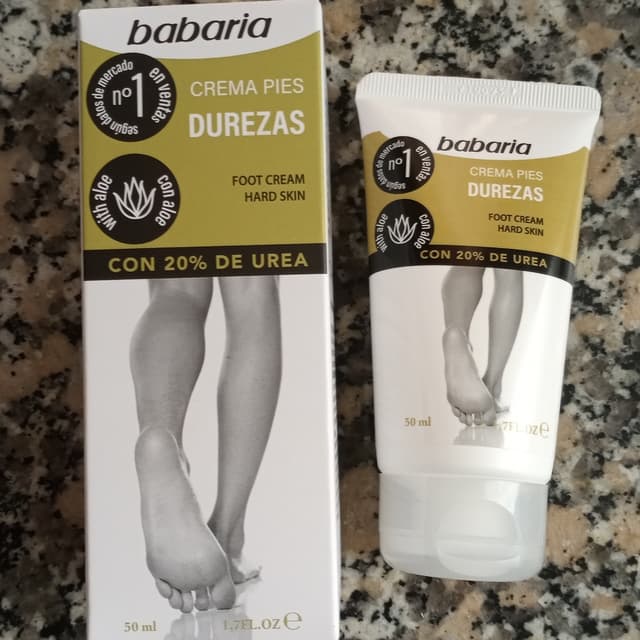 babaria
nº1
en ventas
según datos de mercado
CREMA PIES
DUREZAS
with aloe
con aloe
FOOT CREAM
HARD SKIN
CON 20% DE UREA
50 ml
1.7FL.OZ℮
babaria
nº1
en ventas
según datos de mercado
CREMA PIES
DUREZAS
with aloe
con aloe
FOOT CREAM
HARD SKIN
CON 20% DE UREA
50 ml
1.7FL.OZ℮